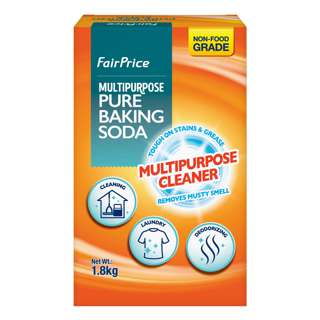 NON-FOOD
GRADE
FairPrice
MULTIPURPOSE
PURE
BAKING
SODA
TOUGH ON STAINS & GREASE
MULTIPURPOSE
CLEANER
REMOVES MUSTY SMELL
CLEANING
LAUNDRY
DEODORIZING
Net Wt.:
1.8kg